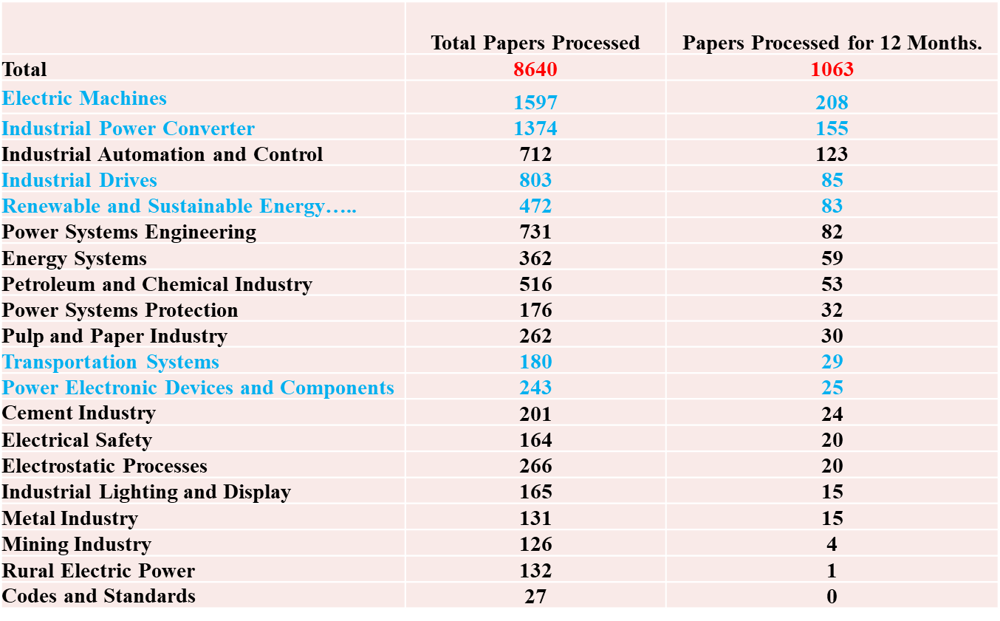 Total Papers Processed Papers Processed for 12 Months.
Total 8640 1063
Electric Machines 1597 208
Industrial Power Converter 1374 155
Industrial Automation and Control 712 123
Industrial Drives 803 85
Renewable and Sustainable Energy….. 472 83
Power Systems Engineering 731 82
Energy Systems 362 59
Petroleum and Chemical Industry 516 53
Power Systems Protection 176 32
Pulp and Paper Industry 262 30
Transportation Systems 180 29
Power Electronic Devices and Components 243 25
Cement Industry 201 24
Electrical Safety 164 20
Electrostatic Processes 266 20
Industrial Lighting and Display 165 15
Metal Industry 131 15
Mining Industry 126 4
Rural Electric Power 132 1
Codes and Standards 27 0